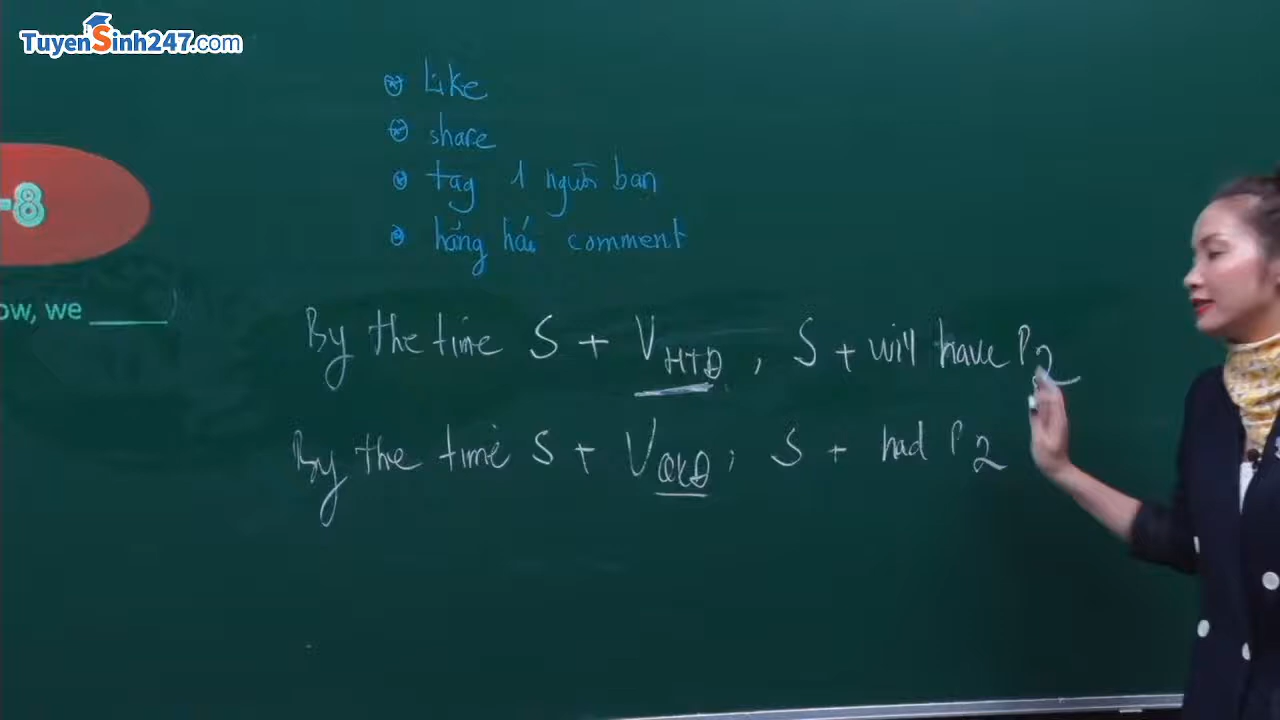 TuyenSinh247.com
Like
share
tag 1 người bạn
hăng hái comment
-8
ow, we ______
By the time S + V HTĐ , S + will have P2
By the time S + V QKĐ , S + had P2